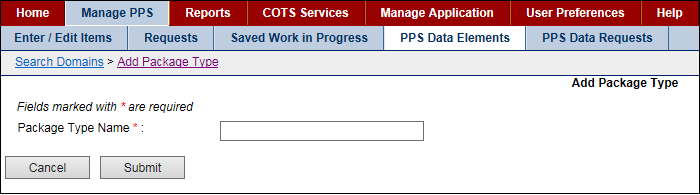 Home Manage PPS Reports COTS Services Manage Application User Preferences Help
Enter / Edit Items Requests Saved Work in Progress PPS Data Elements PPS Data Requests
Search Domains > Add Package Type
Add Package Type
Fields marked with * are required
Package Type Name * :
Cancel Submit